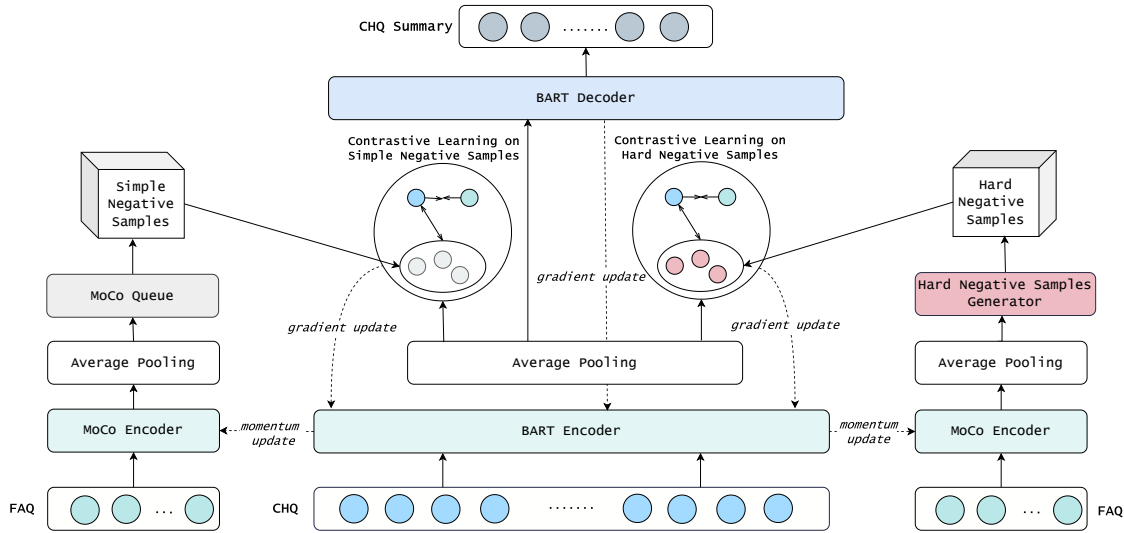 CHQ Summary
.......
BART Decoder
Contrastive Learning on
Simple Negative Samples
Contrastive Learning on
Hard Negative Samples
Simple
Negative
Samples
Hard
Negative
Samples
gradient update
MoCo Queue
Hard Negative Samples
Generator
gradient update
gradient update
Average Pooling
Average Pooling
Average Pooling
MoCo Encoder
momentum
update
BART Encoder
momentum
update
MoCo Encoder
FAQ
...
CHQ
.......
...
FAQ